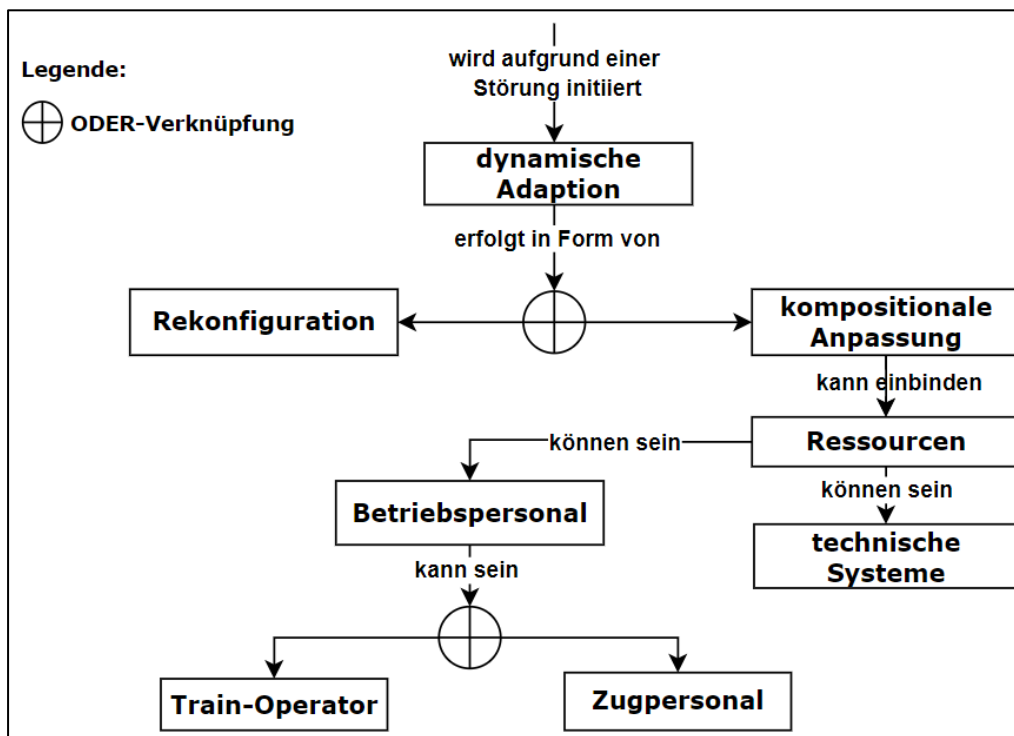 wird aufgrund einer
Störung initiiert
Legende:
ODER-Verknüpfung
dynamische
Adaption
erfolgt in Form von
Rekonfiguration
kompositionale
Anpassung
kann einbinden
Ressourcen
können sein
können sein
Betriebspersonal
technische
Systeme
kann sein
Train-Operator
Zugpersonal